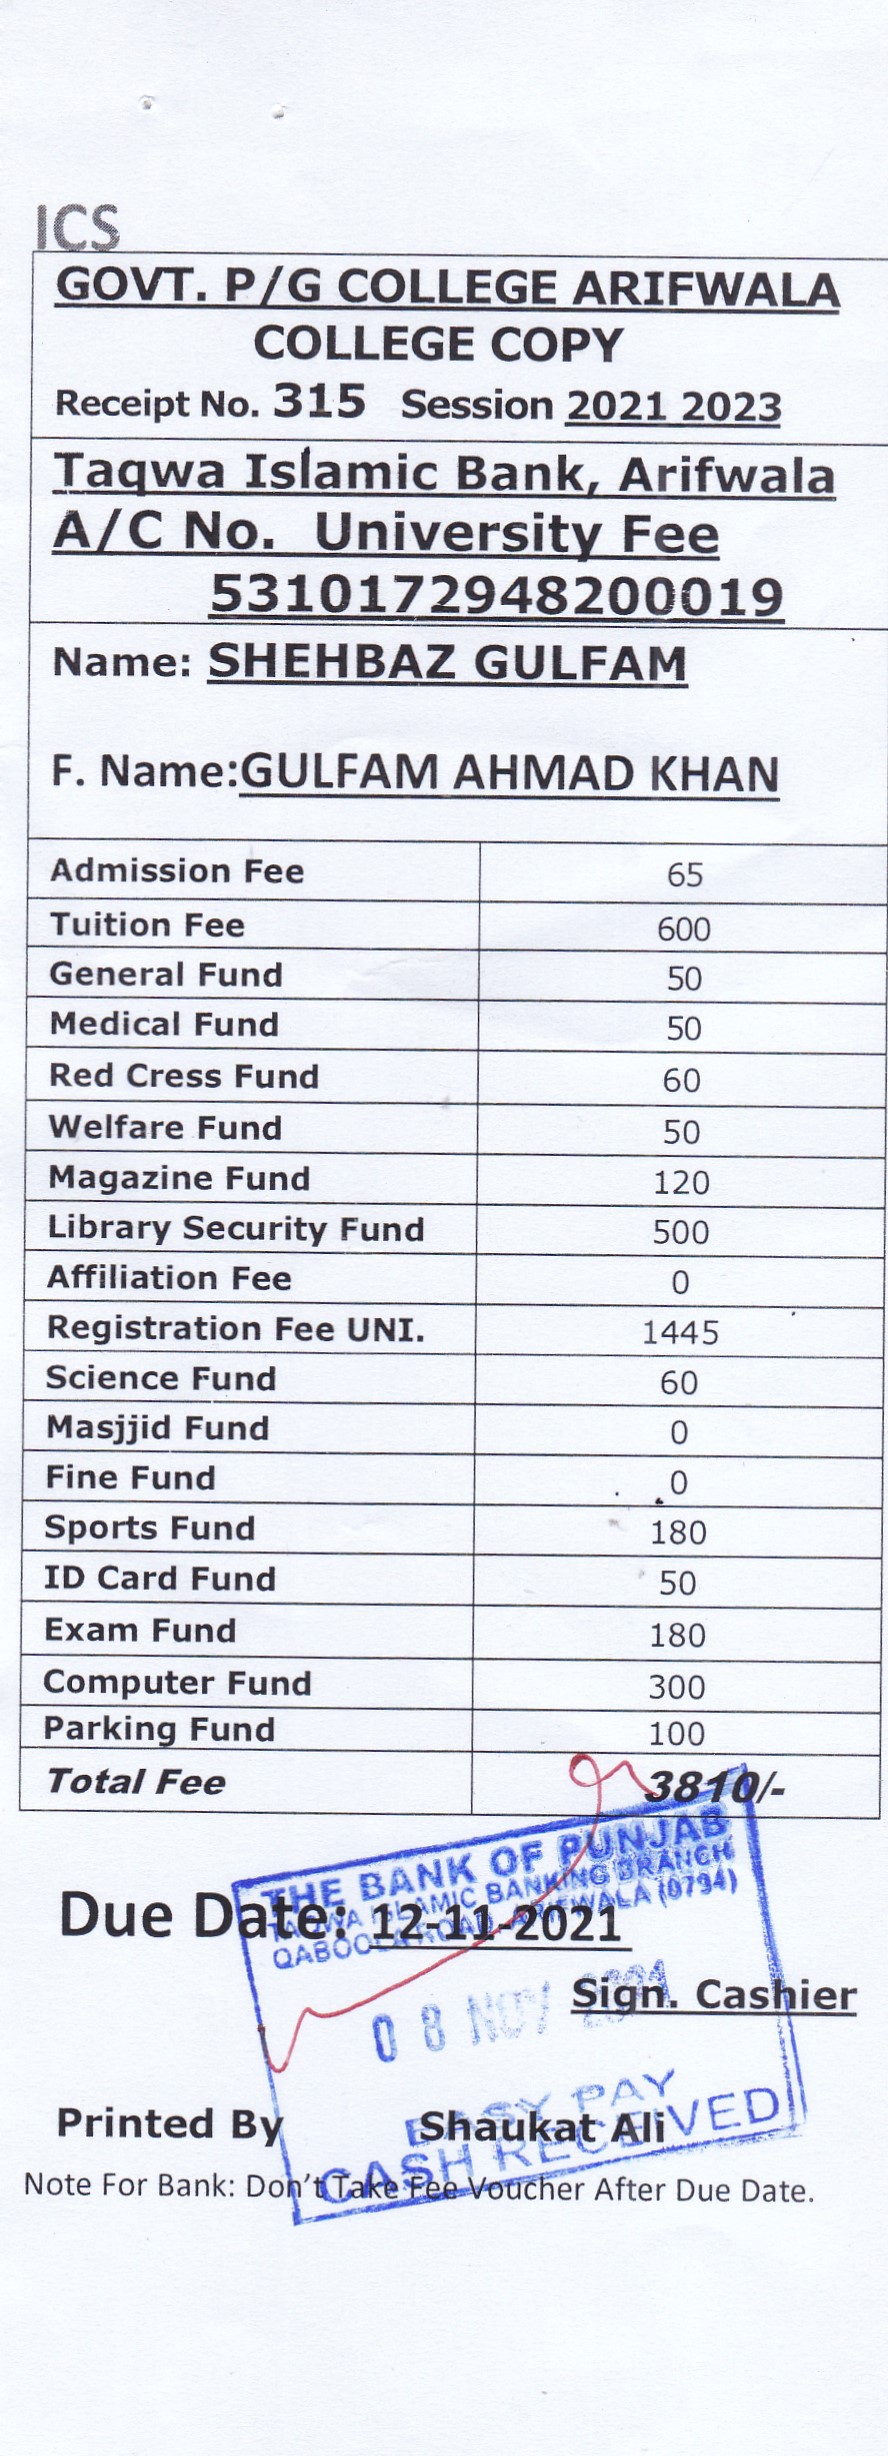 ICS
GOVT. P/G COLLEGE ARIFWALA
COLLEGE COPY
Receipt No. 315 Session 2021 2023
Taqwa Islamic Bank, Arifwala
A/C No. University Fee
5310172948200019
Name: SHEHBAZ GULFAM
F. Name:GULFAM AHMAD KHAN
Admission Fee 65
Tuition Fee 600
General Fund 50
Medical Fund 50
Red Cress Fund 60
Welfare Fund 50
Magazine Fund 120
Library Security Fund 500
Affiliation Fee 0
Registration Fee UNI. 1445
Science Fund 60
Masjjid Fund 0
Fine Fund 0
Sports Fund 180
ID Card Fund 50
Exam Fund 180
Computer Fund 300
Parking Fund 100
Total Fee 3810/-
THE BANK OF PUNJAB
TAQWA ISLAMIC BANKING BRANCH
QABOOLA ROAD, ARIFWALA (0794)
Due Date: 12-11-2021
Sign. Cashier
08 NOV 2021
EASY PAY
CASH RECEIVED
Printed By Shaukat Ali
Note For Bank: Don't Take Fee Voucher After Due Date.